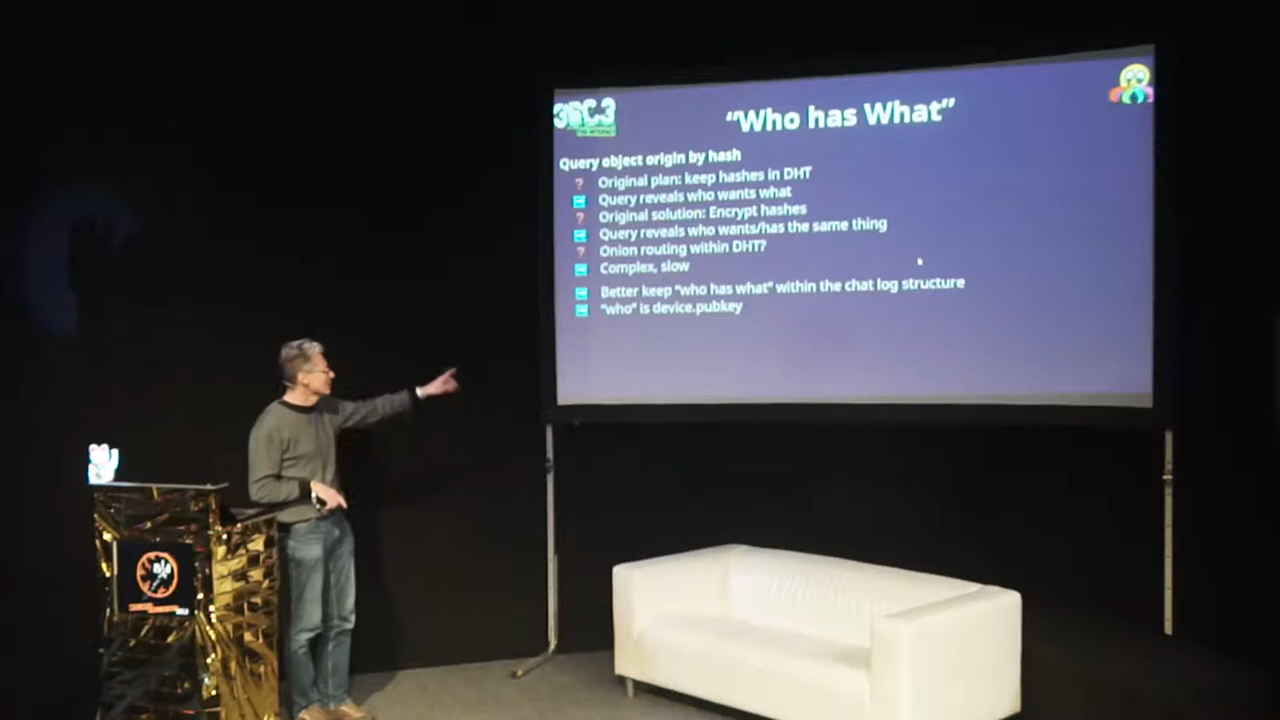 “Who has What”
Query object origin by hash
? Original plan: keep hashes in DHT
Query reveals who wants what
? Original solution: Encrypt hashes
Query reveals who wants/has the same thing
? Onion routing within DHT?
Complex, slow
Better keep “who has what” within the chat log structure
“who” is device.pubkey